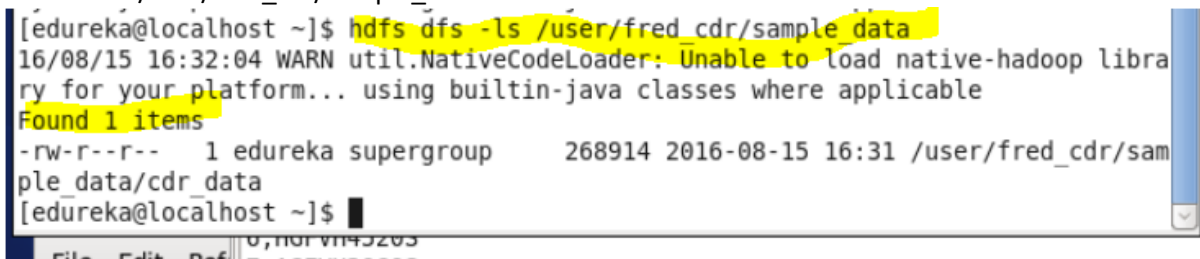 [edureka@localhost ~]$ hdfs dfs -ls /user/fred_cdr/sample_data
16/08/15 16:32:04 WARN util.NativeCodeLoader: Unable to load native-hadoop libra
ry for your platform... using builtin-java classes where applicable
Found 1 items
-rw-r--r--   1 edureka supergroup     268914 2016-08-15 16:31 /user/fred_cdr/sam
ple_data/cdr_data
[edureka@localhost ~]$
File Edit